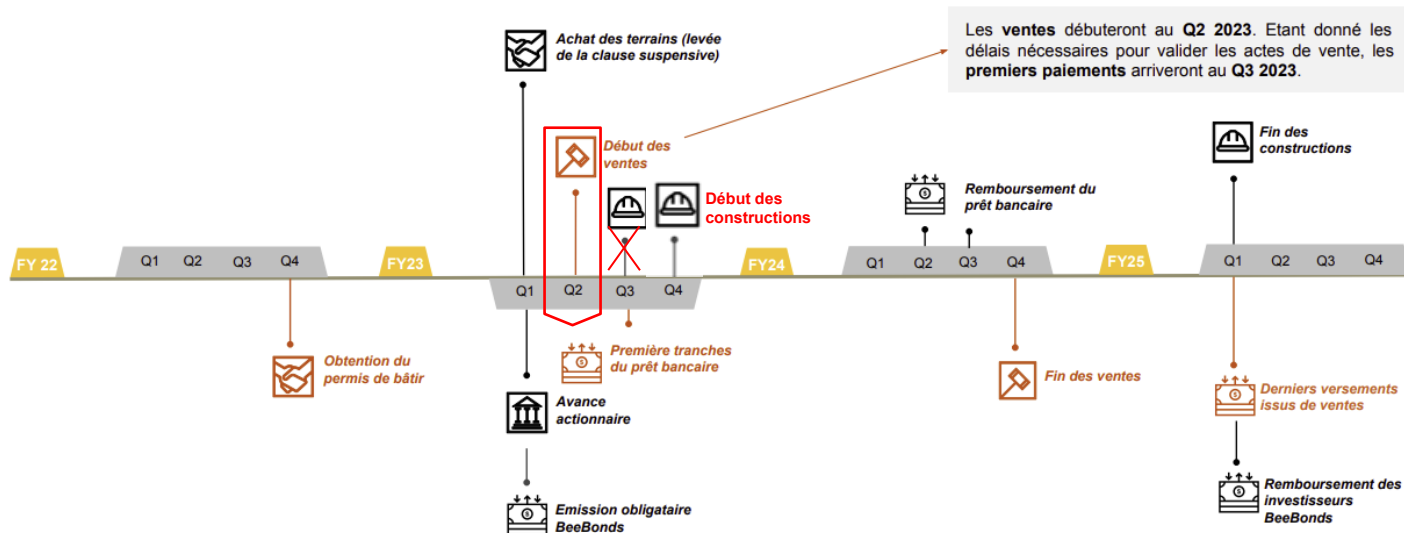 Achat des terrains (levée
de la clause suspensive)
Les ventes débuteront au Q2 2023. Etant donné les
délais nécessaires pour valider les actes de vente, les
premiers paiements arriveront au Q3 2023.
Début des
ventes
Début des
constructions
Remboursement du
prêt bancaire
Fin des
constructions
FY 22
Q1 Q2 Q3 Q4
FY23
Q1 Q2 Q3 Q4
FY24
Q1 Q2 Q3 Q4
FY25
Q1 Q2 Q3 Q4
Obtention du
permis de bâtir
Première tranches
du prêt bancaire
Fin des ventes
Derniers versements
issus de ventes
Avance
actionnaire
Emission obligataire
BeeBonds
Remboursement des
investisseurs
BeeBonds